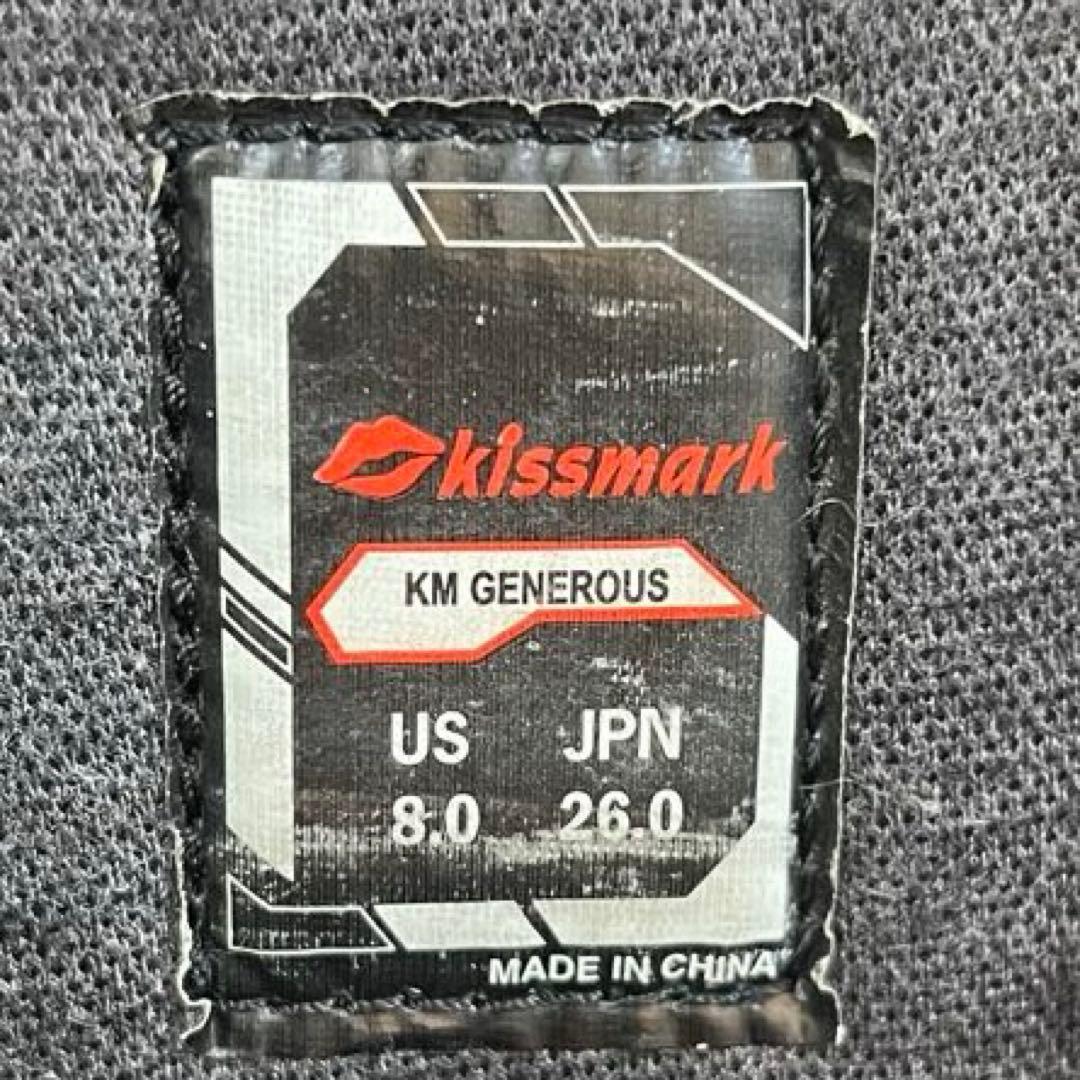 kissmark
KM GENEROUS
US JPN
8.0 26.0
MADE IN CHINA